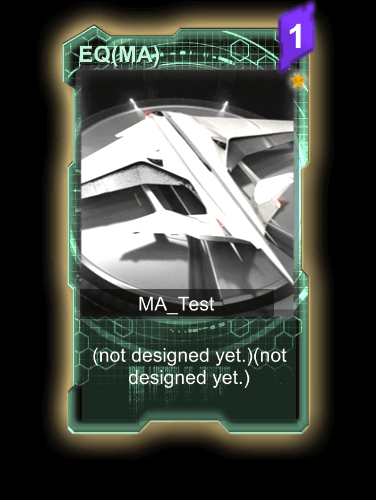 EQ(MA)
1
MA_Test
(not designed yet.)(not
designed yet.)